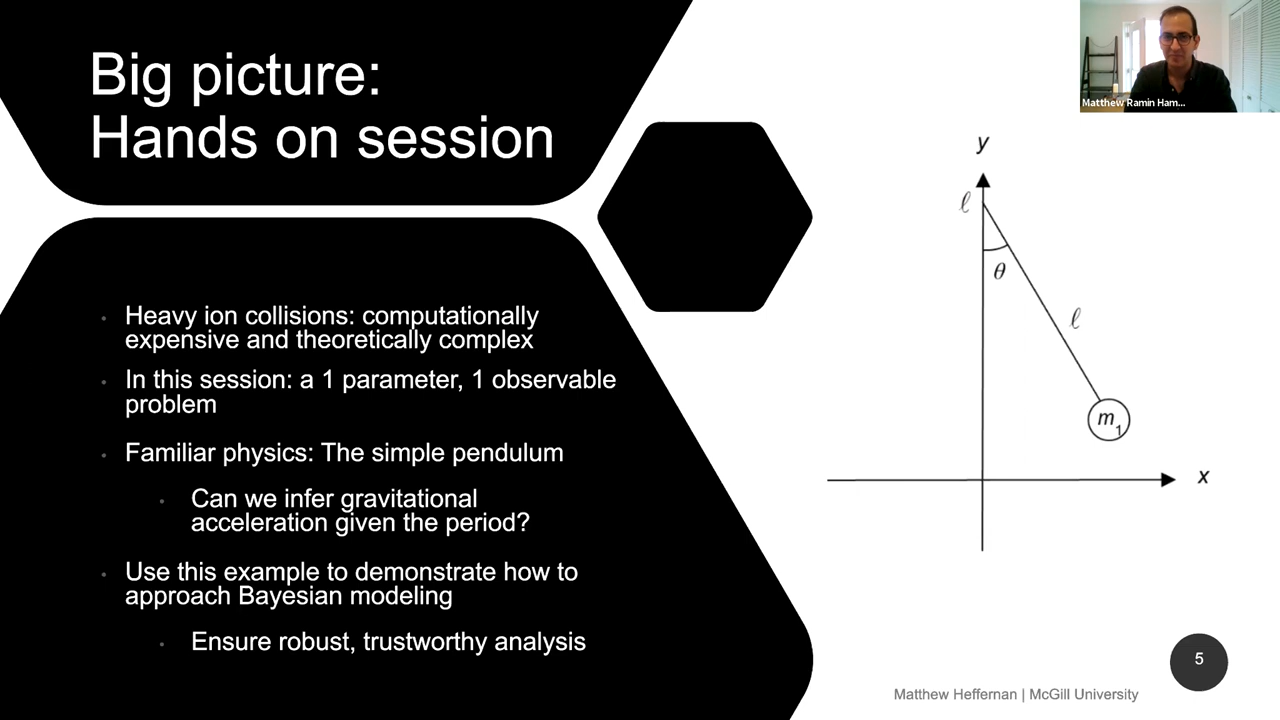 Big picture:
Hands on session
Heavy ion collisions: computationally
expensive and theoretically complex
In this session: a 1 parameter, 1 observable
problem
Familiar physics: The simple pendulum
Can we infer gravitational
acceleration given the period?
Use this example to demonstrate how to
approach Bayesian modeling
Ensure robust, trustworthy analysis
Matthew Ramin Ham...
y
ℓ
θ
ℓ
m₁
x
5
Matthew Heffernan | McGill University